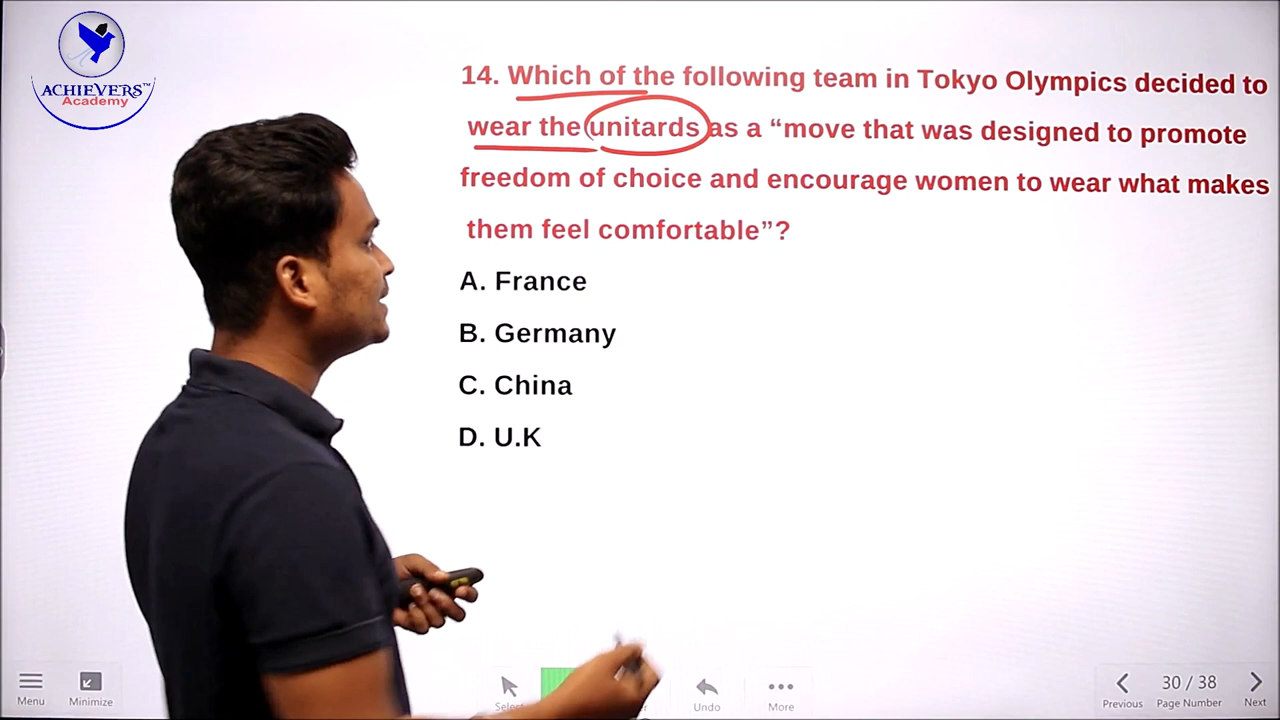 ACHIEVERS™
Academy
14. Which of the following team in Tokyo Olympics decided to
wear the unitards as a “move that was designed to promote
freedom of choice and encourage women to wear what makes
them feel comfortable”?
A. France
B. Germany
C. China
D. U.K
Menu
Minimize
Select
Undo
More
Previous
30 / 38
Page Number
Next